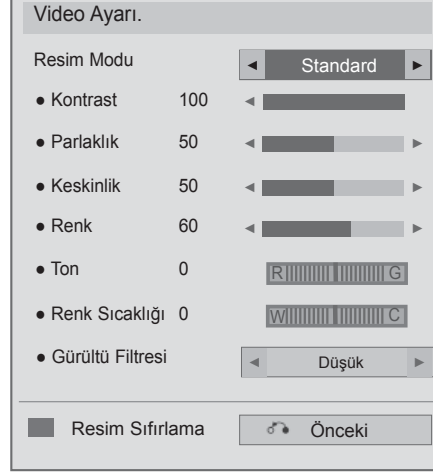 Video Ayarı.
Resim Modu ◄ Standard ►
● Kontrast 100 ◄
● Parlaklık 50 ◄ ►
● Keskinlik 50 ◄ ►
● Renk 60 ◄ ►
● Ton 0 R G
● Renk Sıcaklığı 0 W C
● Gürültü Filtresi ◄ Düşük ►
Resim Sıfırlama Önceki